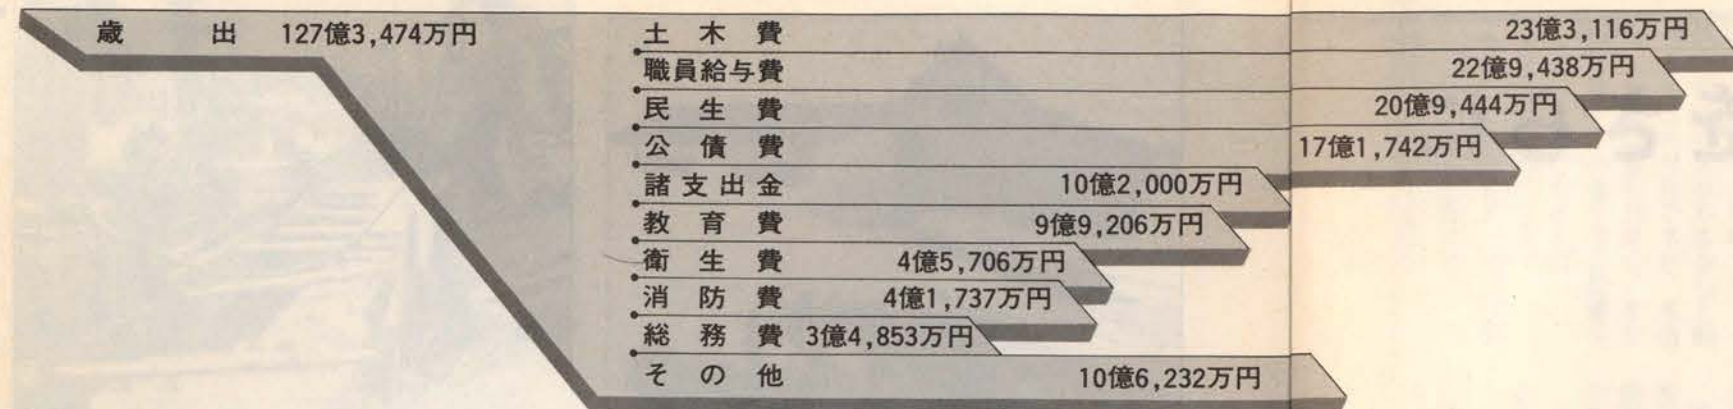 歳出 127億3,474万円
土木費 23億3,116万円
職員給与費 22億9,438万円
民生費 20億9,444万円
公債費 17億1,742万円
諸支出金 10億2,000万円
教育費 9億9,206万円
衛生費 4億5,706万円
消防費 4億1,737万円
総務費 3億4,853万円
その他 10億6,232万円